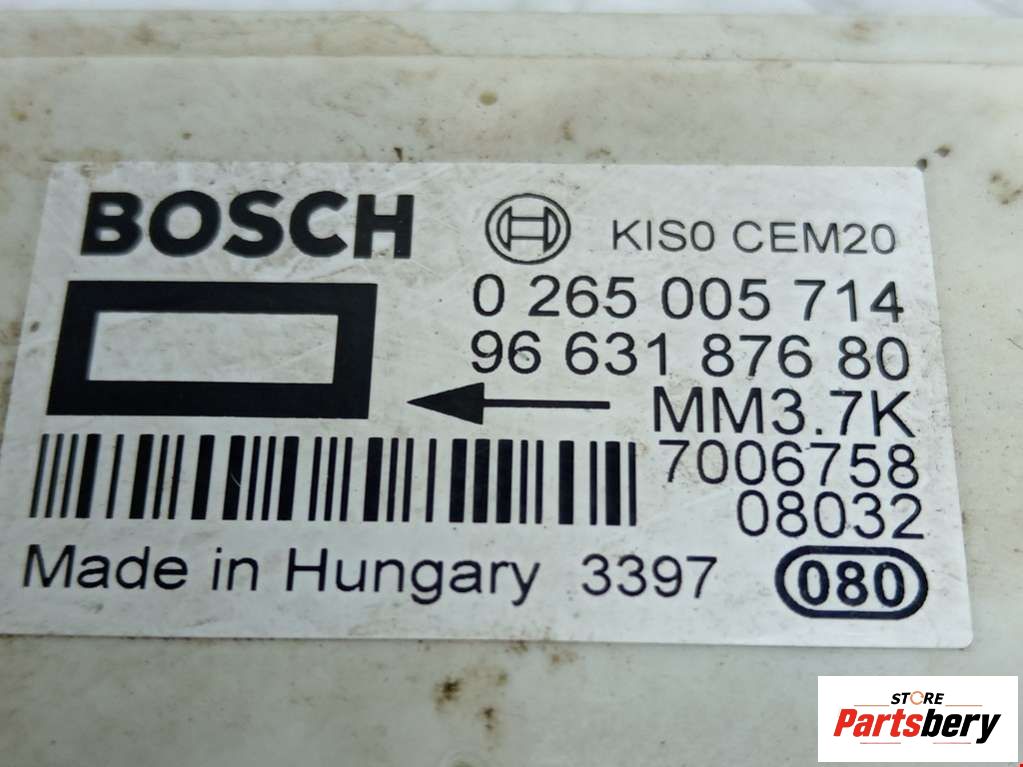 BOSCH KIS0 CEM20
0 265 005 714
96 631 876 80
MM3.7K
7006758
08032
Made in Hungary 3397 080
STORE
Partsbery